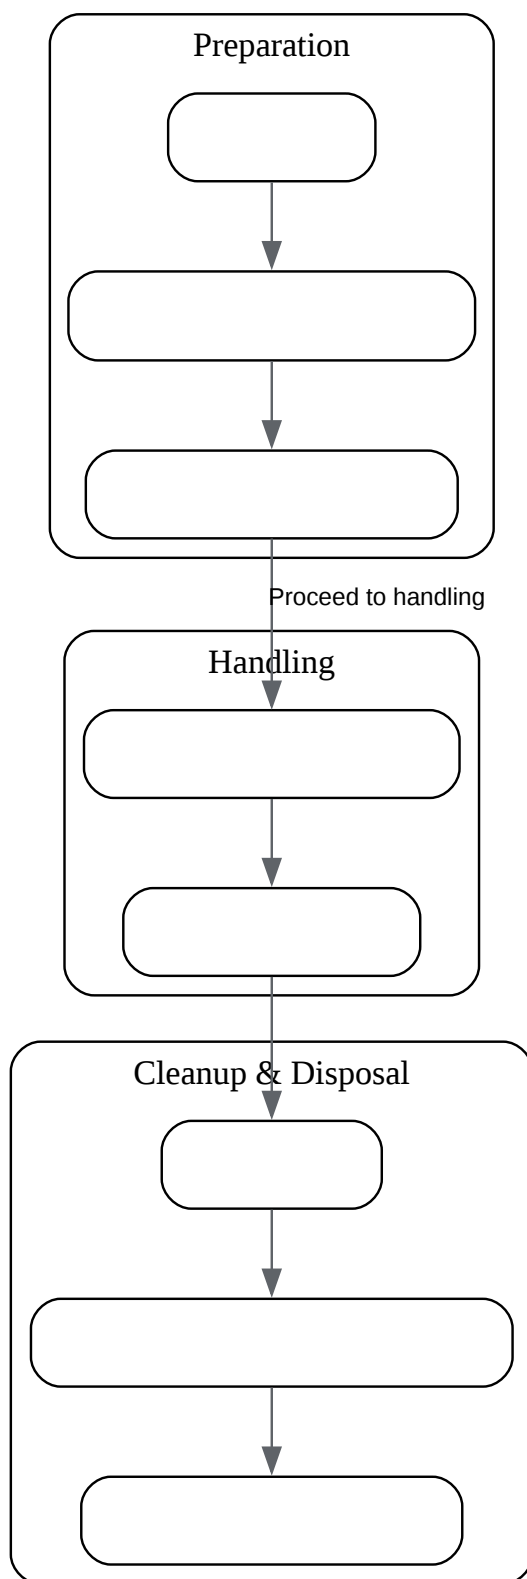 Preparation
Proceed to handling
Handling
Cleanup & Disposal